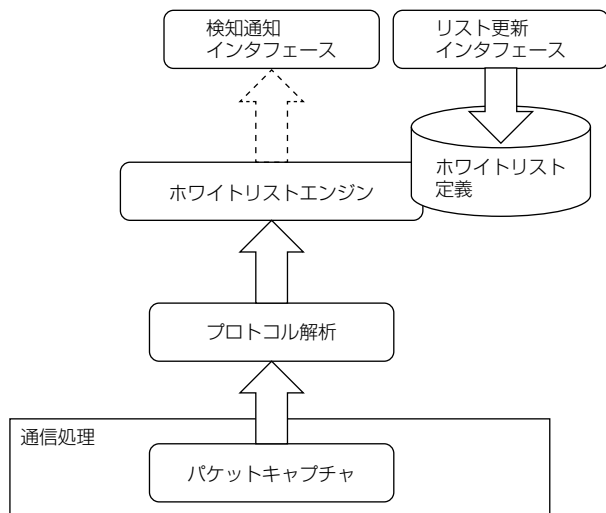 検知通知
インタフェース
リスト更新
インタフェース
ホワイトリストエンジン
ホワイトリスト
定義
プロトコル解析
通信処理
パケットキャプチャ